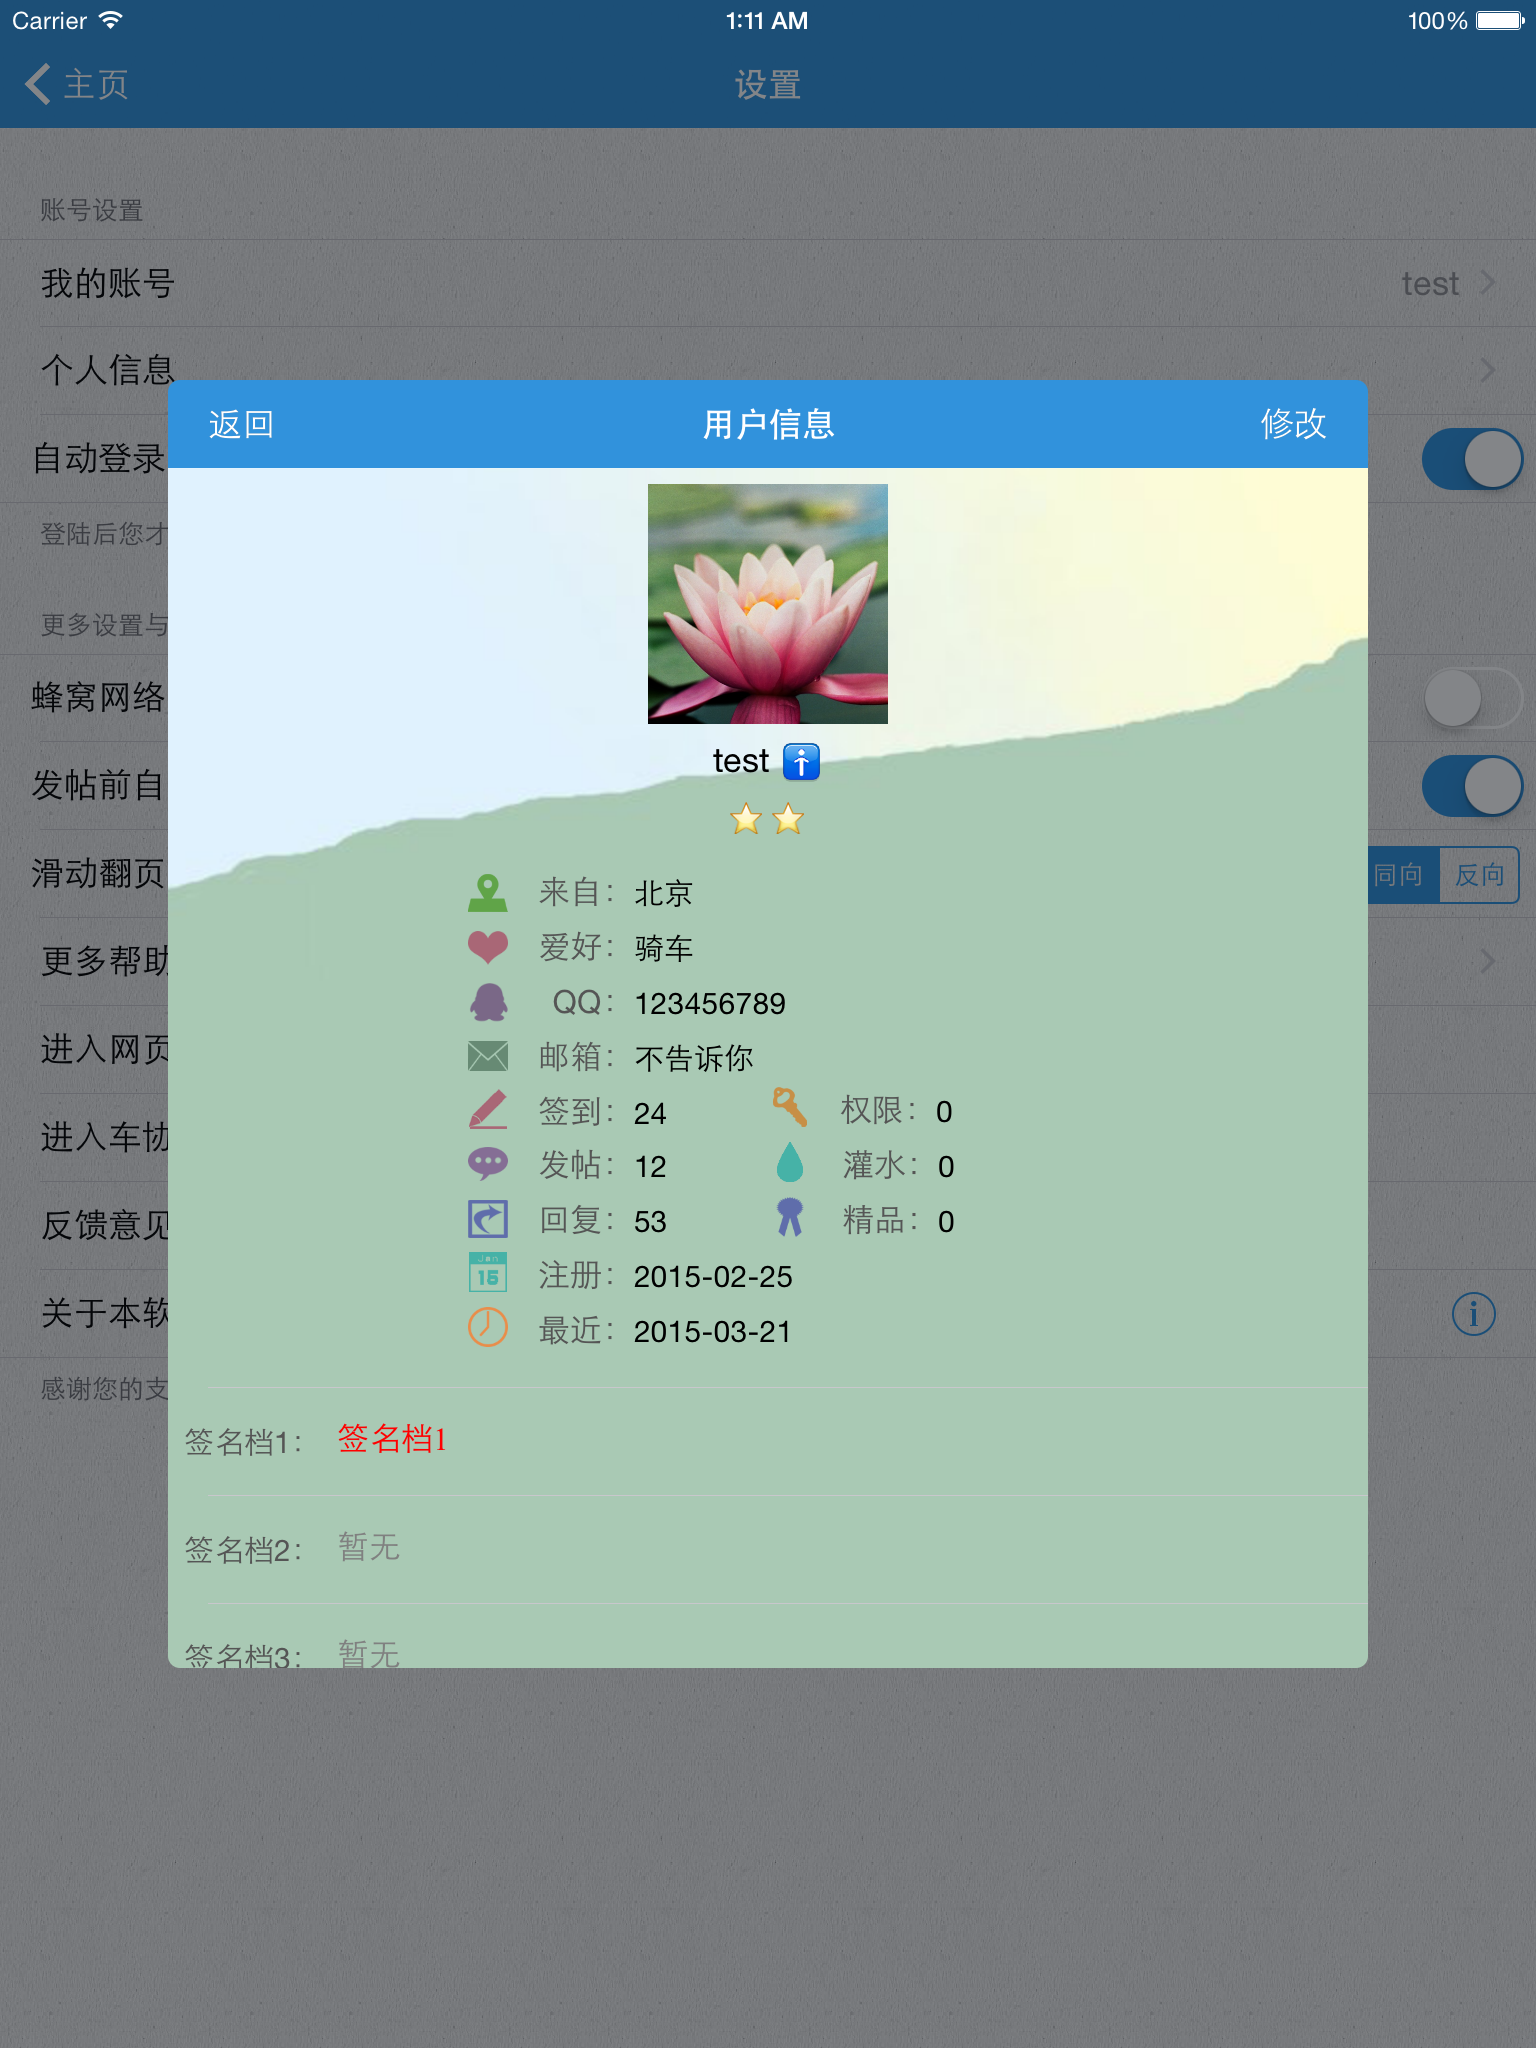 Carrier 1:11 AM 100%
主页 设置
账号设置
我的账号 test
个人信息
返回 用户信息 修改
自动登录
登陆后您才
更多设置与
蜂窝网络
发帖前自
滑动翻页 同向 反向
更多帮助
进入网页
进入车协
反馈意见
关于本软
感谢您的支
test
来自： 北京
爱好： 骑车
QQ： 123456789
邮箱： 不告诉你
签到： 24 权限： 0
发帖： 12 灌水： 0
回复： 53 精品： 0
Jan
15
注册： 2015-02-25
最近： 2015-03-21
签名档1： 签名档1
签名档2： 暂无
签名档3： 暂无